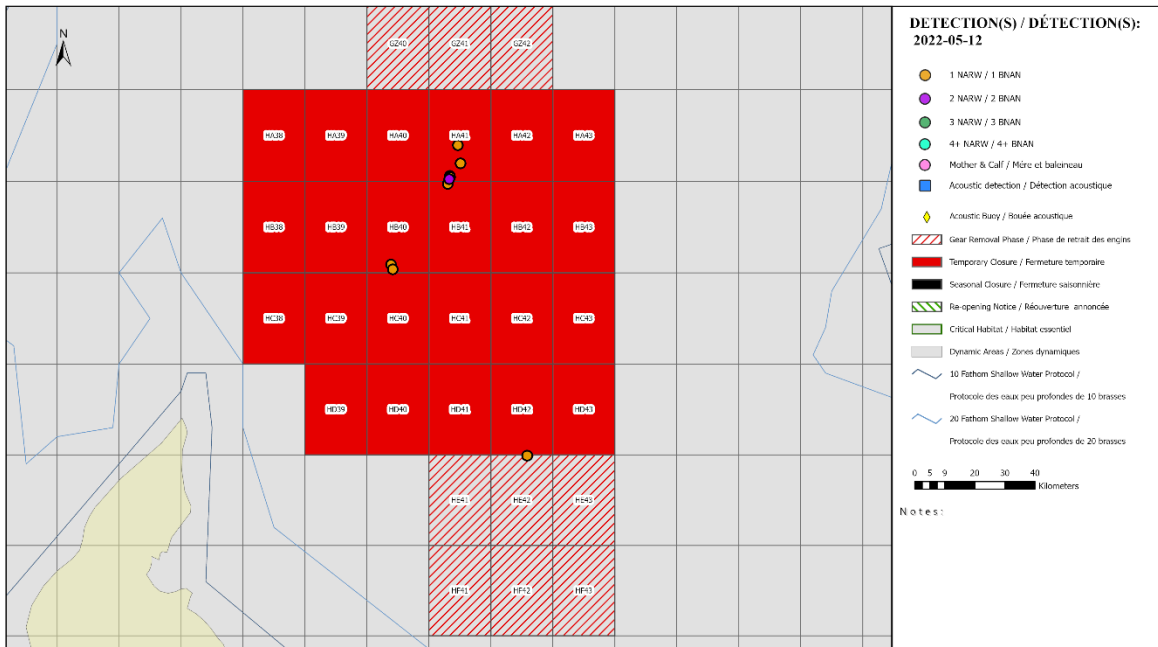 N
GZ40 GZ41 GZ42
HA38 HA39 HA40 HA41 HA42 HA43
HB38 HB39 HB40 HB41 HB42 HB43
HC38 HC39 HC40 HC41 HC42 HC43
HD39 HD40 HD41 HD42 HD43
HE41 HE42 HE43
HF41 HF42 HF43
DETECTION(S) / DÉTECTION(S):
2022-05-12
1 NARW / 1 BNAN
2 NARW / 2 BNAN
3 NARW / 3 BNAN
4+ NARW / 4+ BNAN
Mother & Calf / Mère et baleineau
Acoustic detection / Détection acoustique
Acoustic Buoy / Bouée acoustique
Gear Removal Phase / Phase de retrait des engins
Temporary Closure / Fermeture temporaire
Seasonal Closure / Fermeture saisonnière
Re-opening Notice / Réouverture annoncée
Critical Habitat / Habitat essentiel
Dynamic Areas / Zones dynamiques
10 Fathom Shallow Water Protocol /
Protocole des eaux peu profondes de 10 brasses
20 Fathom Shallow Water Protocol /
Protocole des eaux peu profondes de 20 brasses
0 5 9 20 30 40
Kilometers
Notes: